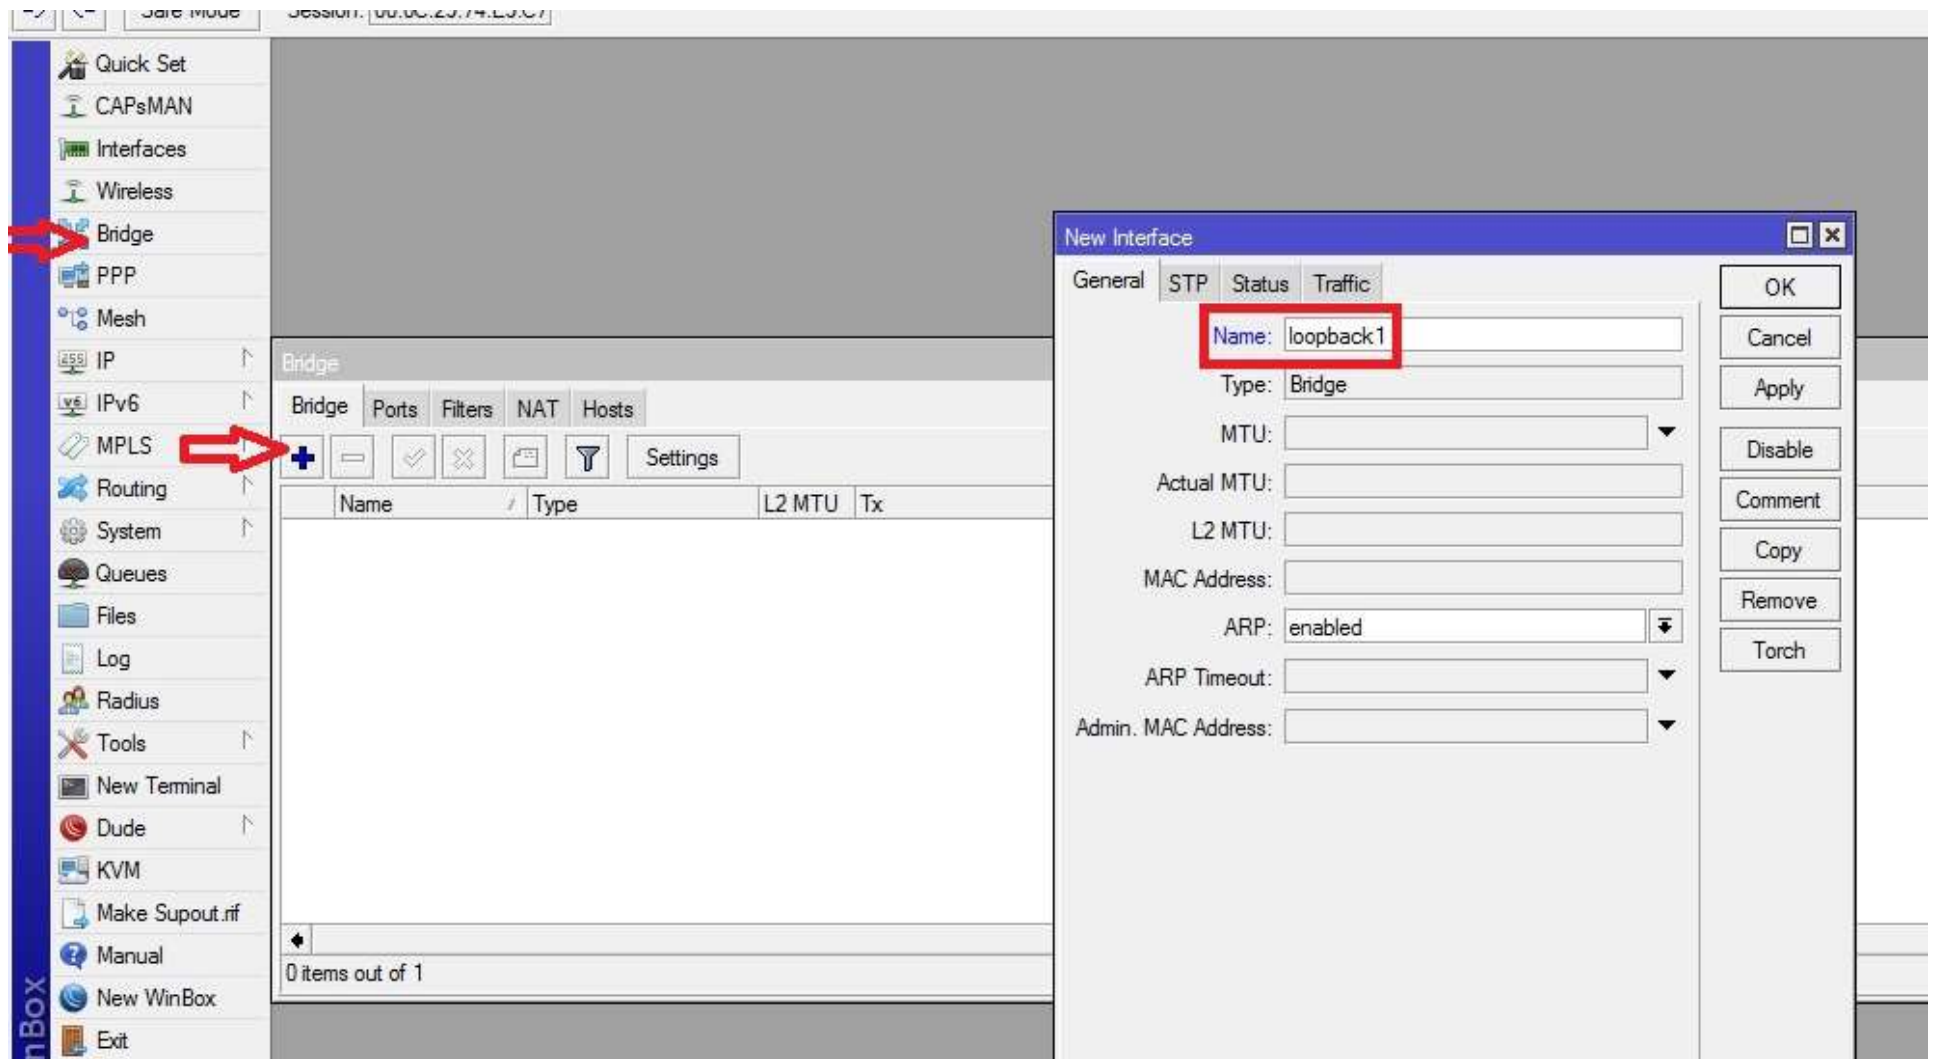 Safe Mode
Session:
Quick Set
CAPsMAN
Interfaces
Wireless
Bridge
PPP
Mesh
IP
IPv6
MPLS
Routing
System
Queues
Files
Log
Radius
Tools
New Terminal
Dude
KVM
Make Supout.rif
Manual
New WinBox
Exit
Bridge
Bridge Ports Filters NAT Hosts
Settings
Name Type L2 MTU Tx
0 items out of 1
New Interface
General STP Status Traffic
Name: loopback1
Type: Bridge
MTU:
Actual MTU:
L2 MTU:
MAC Address:
ARP: enabled
ARP Timeout:
Admin. MAC Address:
OK
Cancel
Apply
Disable
Comment
Copy
Remove
Torch